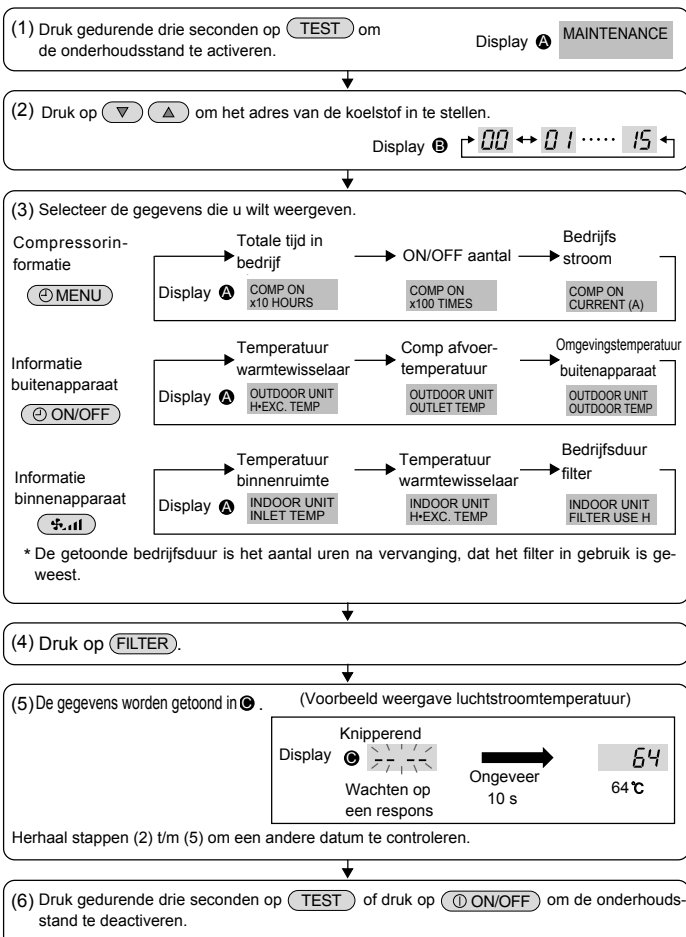 (1) Druk gedurende drie seconden op TEST om
de onderhoudsstand te activeren.
Display A MAINTENANCE
(2) Druk op ▽ △ om het adres van de koelstof in te stellen.
Display B 00 ↔ 01 ····· 15
(3) Selecteer de gegevens die u wilt weergeven.
Compressorin-
formatie
MENU
Totale tijd in
bedrijf
ON/OFF aantal
Bedrijfs
stroom
Display A
COMP ON
x10 HOURS
COMP ON
x100 TIMES
COMP ON
CURRENT (A)
Informatie
buitenapparaat
ON/OFF
Temperatuur
warmtewisselaar
Comp afvoer-
temperatuur
Omgevingstemperatuur
buitenapparaat
Display A
OUTDOOR UNIT
H•EXC. TEMP
OUTDOOR UNIT
OUTLET TEMP
OUTDOOR UNIT
OUTDOOR TEMP
Informatie
binnenapparaat
Temperatuur
binnenruimte
Temperatuur
warmtewisselaar
Bedrijfsduur
filter
Display A
INDOOR UNIT
INLET TEMP
INDOOR UNIT
H•EXC. TEMP
INDOOR UNIT
FILTER USE H
* De getoonde bedrijfsduur is het aantal uren na vervanging, dat het filter in gebruik is ge-
weest.
(4) Druk op FILTER.
(5) De gegevens worden getoond in C .
(Voorbeeld weergave luchtstroomtemperatuur)
Knipperend
Display C -- --
Wachten op
een respons
Ongeveer
10 s
64
64℃
Herhaal stappen (2) t/m (5) om een andere datum te controleren.
(6) Druk gedurende drie seconden op TEST of druk op ON/OFF om de onderhouds-
stand te deactiveren.